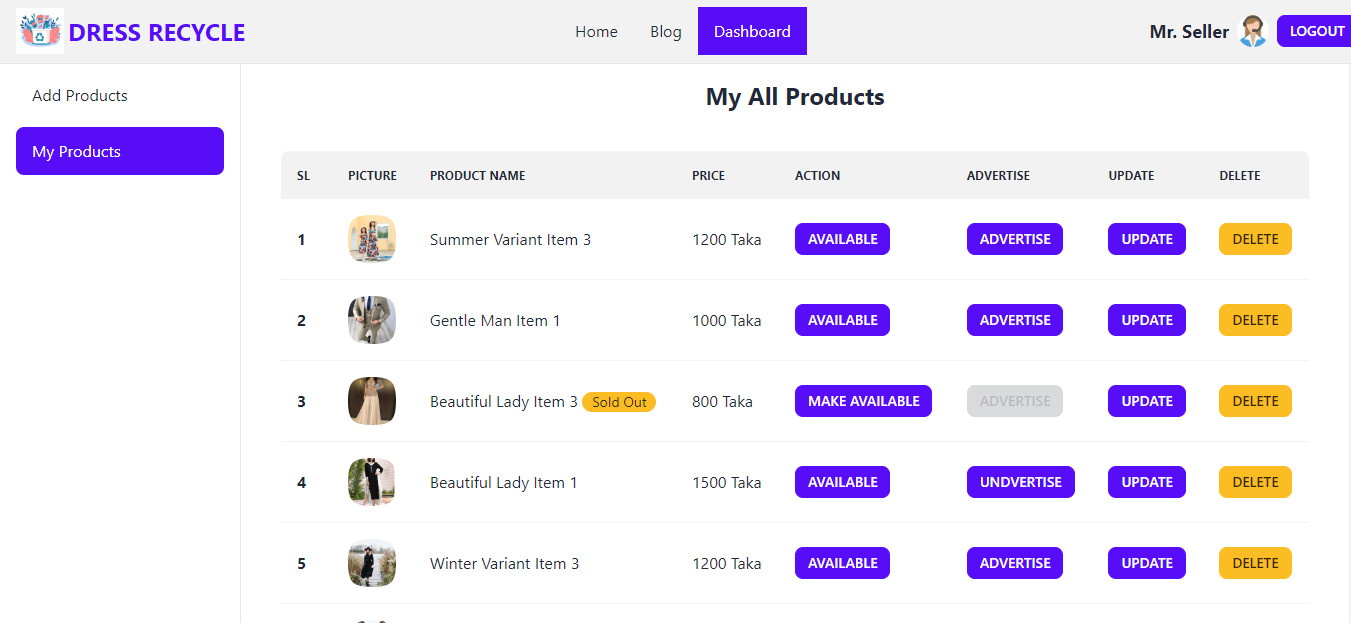 DRESS RECYCLE Home Blog Dashboard Mr. Seller LOGOUT
Add Products
My Products
My All Products
SL PICTURE PRODUCT NAME PRICE ACTION ADVERTISE UPDATE DELETE
1 Summer Variant Item 3 1200 Taka AVAILABLE ADVERTISE UPDATE DELETE
2 Gentle Man Item 1 1000 Taka AVAILABLE ADVERTISE UPDATE DELETE
3 Beautiful Lady Item 3 Sold Out 800 Taka MAKE AVAILABLE ADVERTISE UPDATE DELETE
4 Beautiful Lady Item 1 1500 Taka AVAILABLE UNDVERTISE UPDATE DELETE
5 Winter Variant Item 3 1200 Taka AVAILABLE ADVERTISE UPDATE DELETE